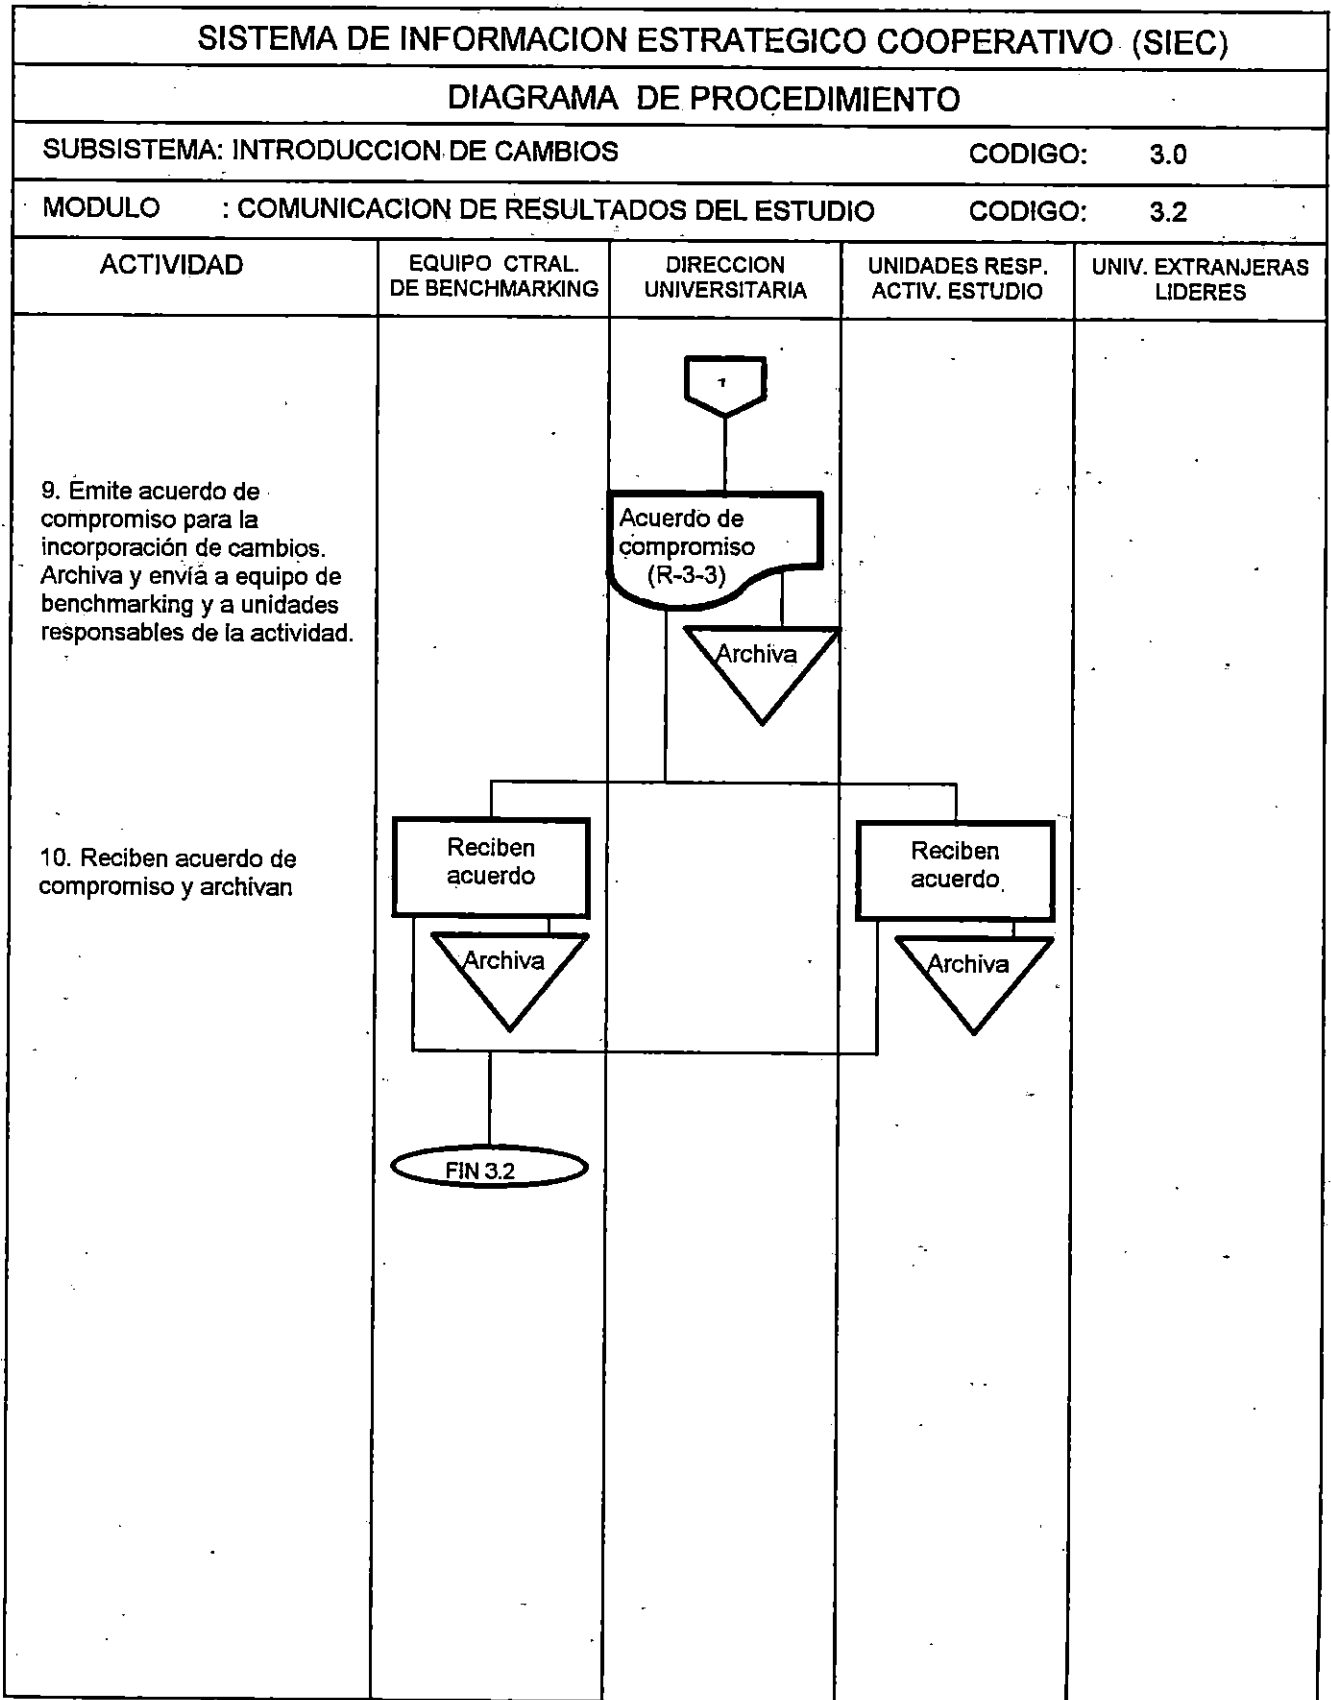 SISTEMA DE INFORMACION ESTRATEGICO COOPERATIVO (SIEC)
DIAGRAMA DE PROCEDIMIENTO
SUBSISTEMA: INTRODUCCION DE CAMBIOS CODIGO: 3.0
MODULO : COMUNICACION DE RESULTADOS DEL ESTUDIO CODIGO: 3.2
ACTIVIDAD
EQUIPO CTRAL.
DE BENCHMARKING
DIRECCION
UNIVERSITARIA
UNIDADES RESP.
ACTIV. ESTUDIO
UNIV. EXTRANJERAS
LIDERES
1
9. Emite acuerdo de
compromiso para la
incorporación de cambios.
Archiva y envía a equipo de
benchmarking y a unidades
responsables de la actividad.
Acuerdo de
compromiso
(R-3-3)
Archiva
10. Reciben acuerdo de
compromiso y archivan
Reciben
acuerdo
Archiva
Reciben
acuerdo
Archiva
FIN 3.2